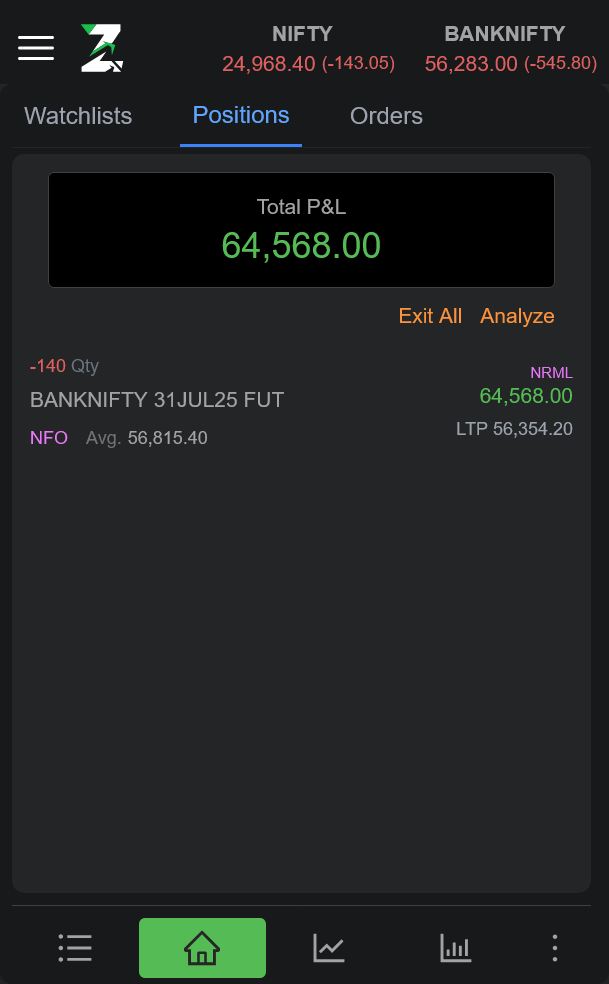 NIFTY
24,968.40 (-143.05)
BANKNIFTY
56,283.00 (-545.80)
Watchlists
Positions
Orders
Total P&L
64,568.00
Exit All
Analyze
-140 Qty
NRML
BANKNIFTY 31JUL25 FUT
64,568.00
NFO Avg. 56,815.40
LTP 56,354.20